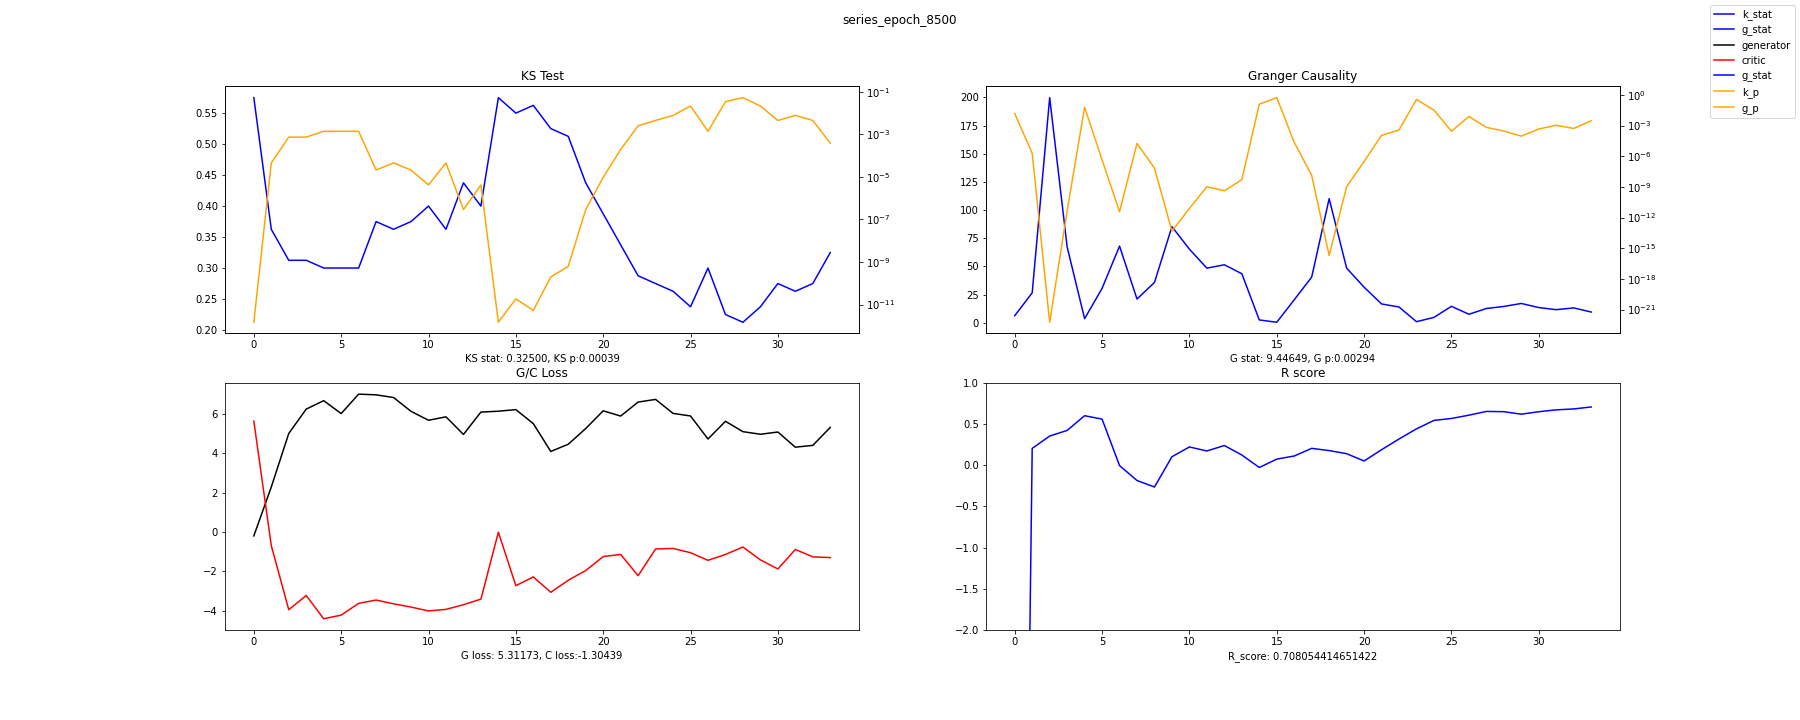 series_epoch_8500
k_stat
g_stat
generator
critic
g_stat
k_p
g_p
KS Test
0.55
0.50
0.45
0.40
0.35
0.30
0.25
0.20
10^-1
10^-3
10^-5
10^-7
10^-9
10^-11
0 5 10 15 20 25 30
KS stat: 0.32500, KS p:0.00039
Granger Causality
200
175
150
125
100
75
50
25
0
10^0
10^-3
10^-6
10^-9
10^-12
10^-15
10^-18
10^-21
0 5 10 15 20 25 30
G stat: 9.44649, G p:0.00294
G/C Loss
6
4
2
0
−2
−4
0 5 10 15 20 25 30
G loss: 5.31173, C loss:-1.30439
R score
1.0
0.5
0.0
−0.5
−1.0
−1.5
−2.0
0 5 10 15 20 25 30
R_score: 0.708054414651422